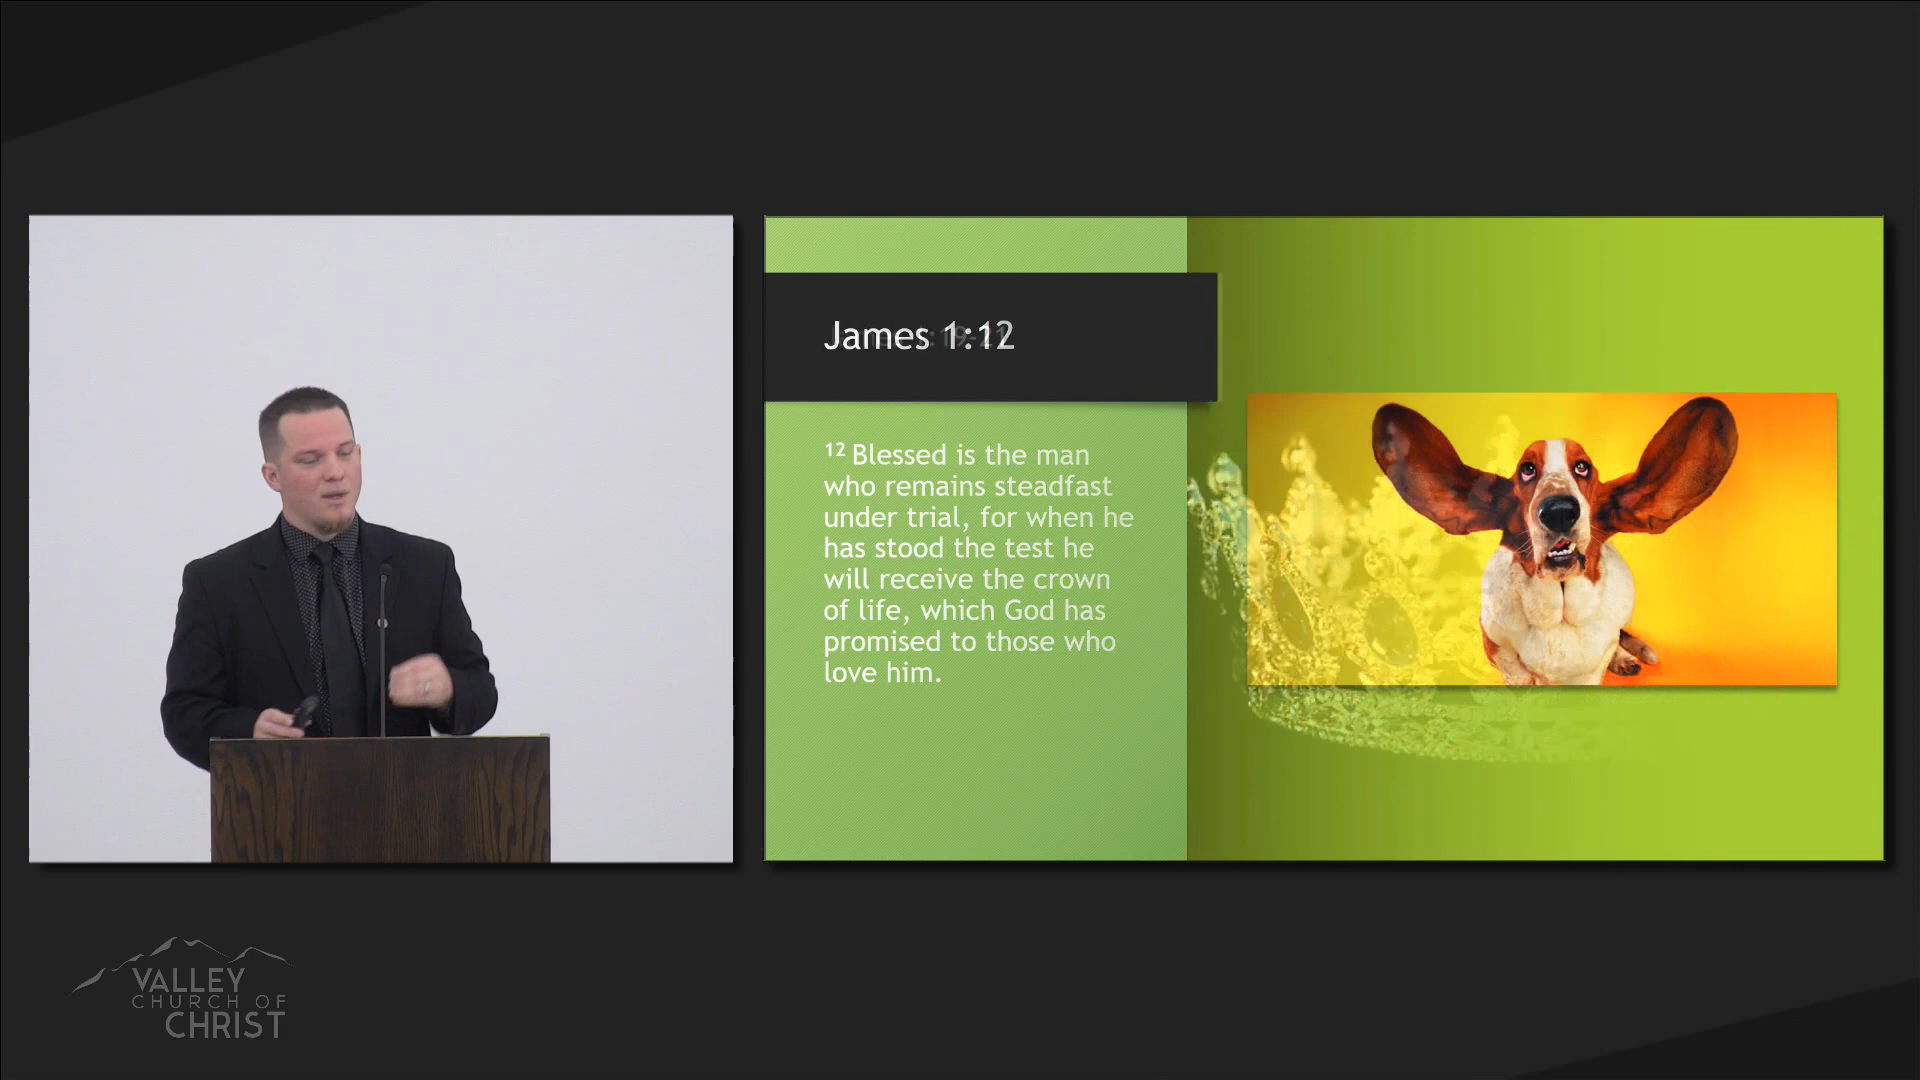 James 1:12
12 Blessed is the man
who remains steadfast
under trial, for when he
has stood the test he
will receive the crown
of life, which God has
promised to those who
love him.
VALLEY
CHURCH OF
CHRIST